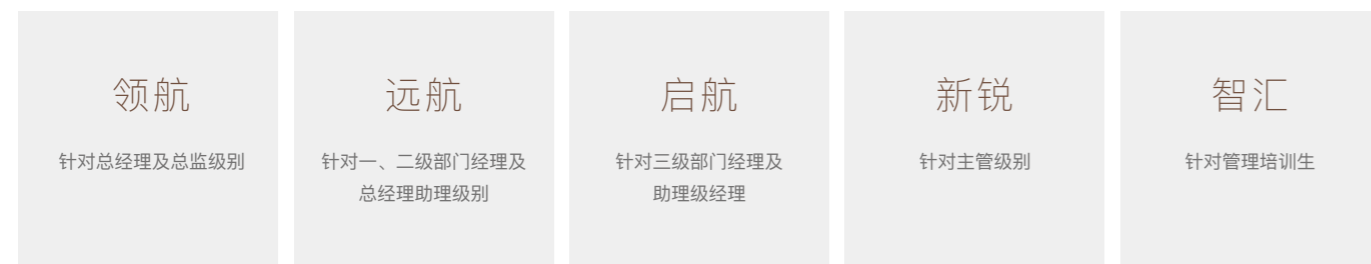 领航
针对总经理及总监级别
远航
针对一、二级部门经理及
总经理助理级别
启航
针对三级部门经理及
助理级经理
新锐
针对主管级别
智汇
针对管理培训生